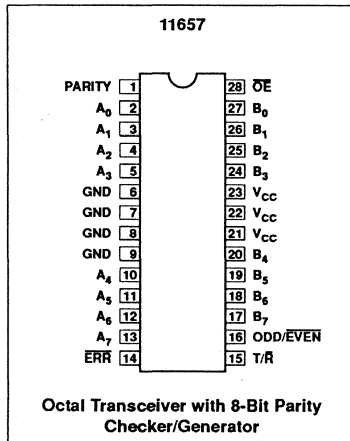 11657
PARITY 1 28 O̅E̅
A0 2 27 B0
A1 3 26 B1
A2 4 25 B2
A3 5 24 B3
GND 6 23 VCC
GND 7 22 VCC
GND 8 21 VCC
GND 9 20 B4
A4 10 19 B5
A5 11 18 B6
A6 12 17 B7
A7 13 16 ODD/E̅V̅E̅N̅
E̅R̅R̅ 14 15 T/R̅
Octal Transceiver with 8-Bit Parity
Checker/Generator